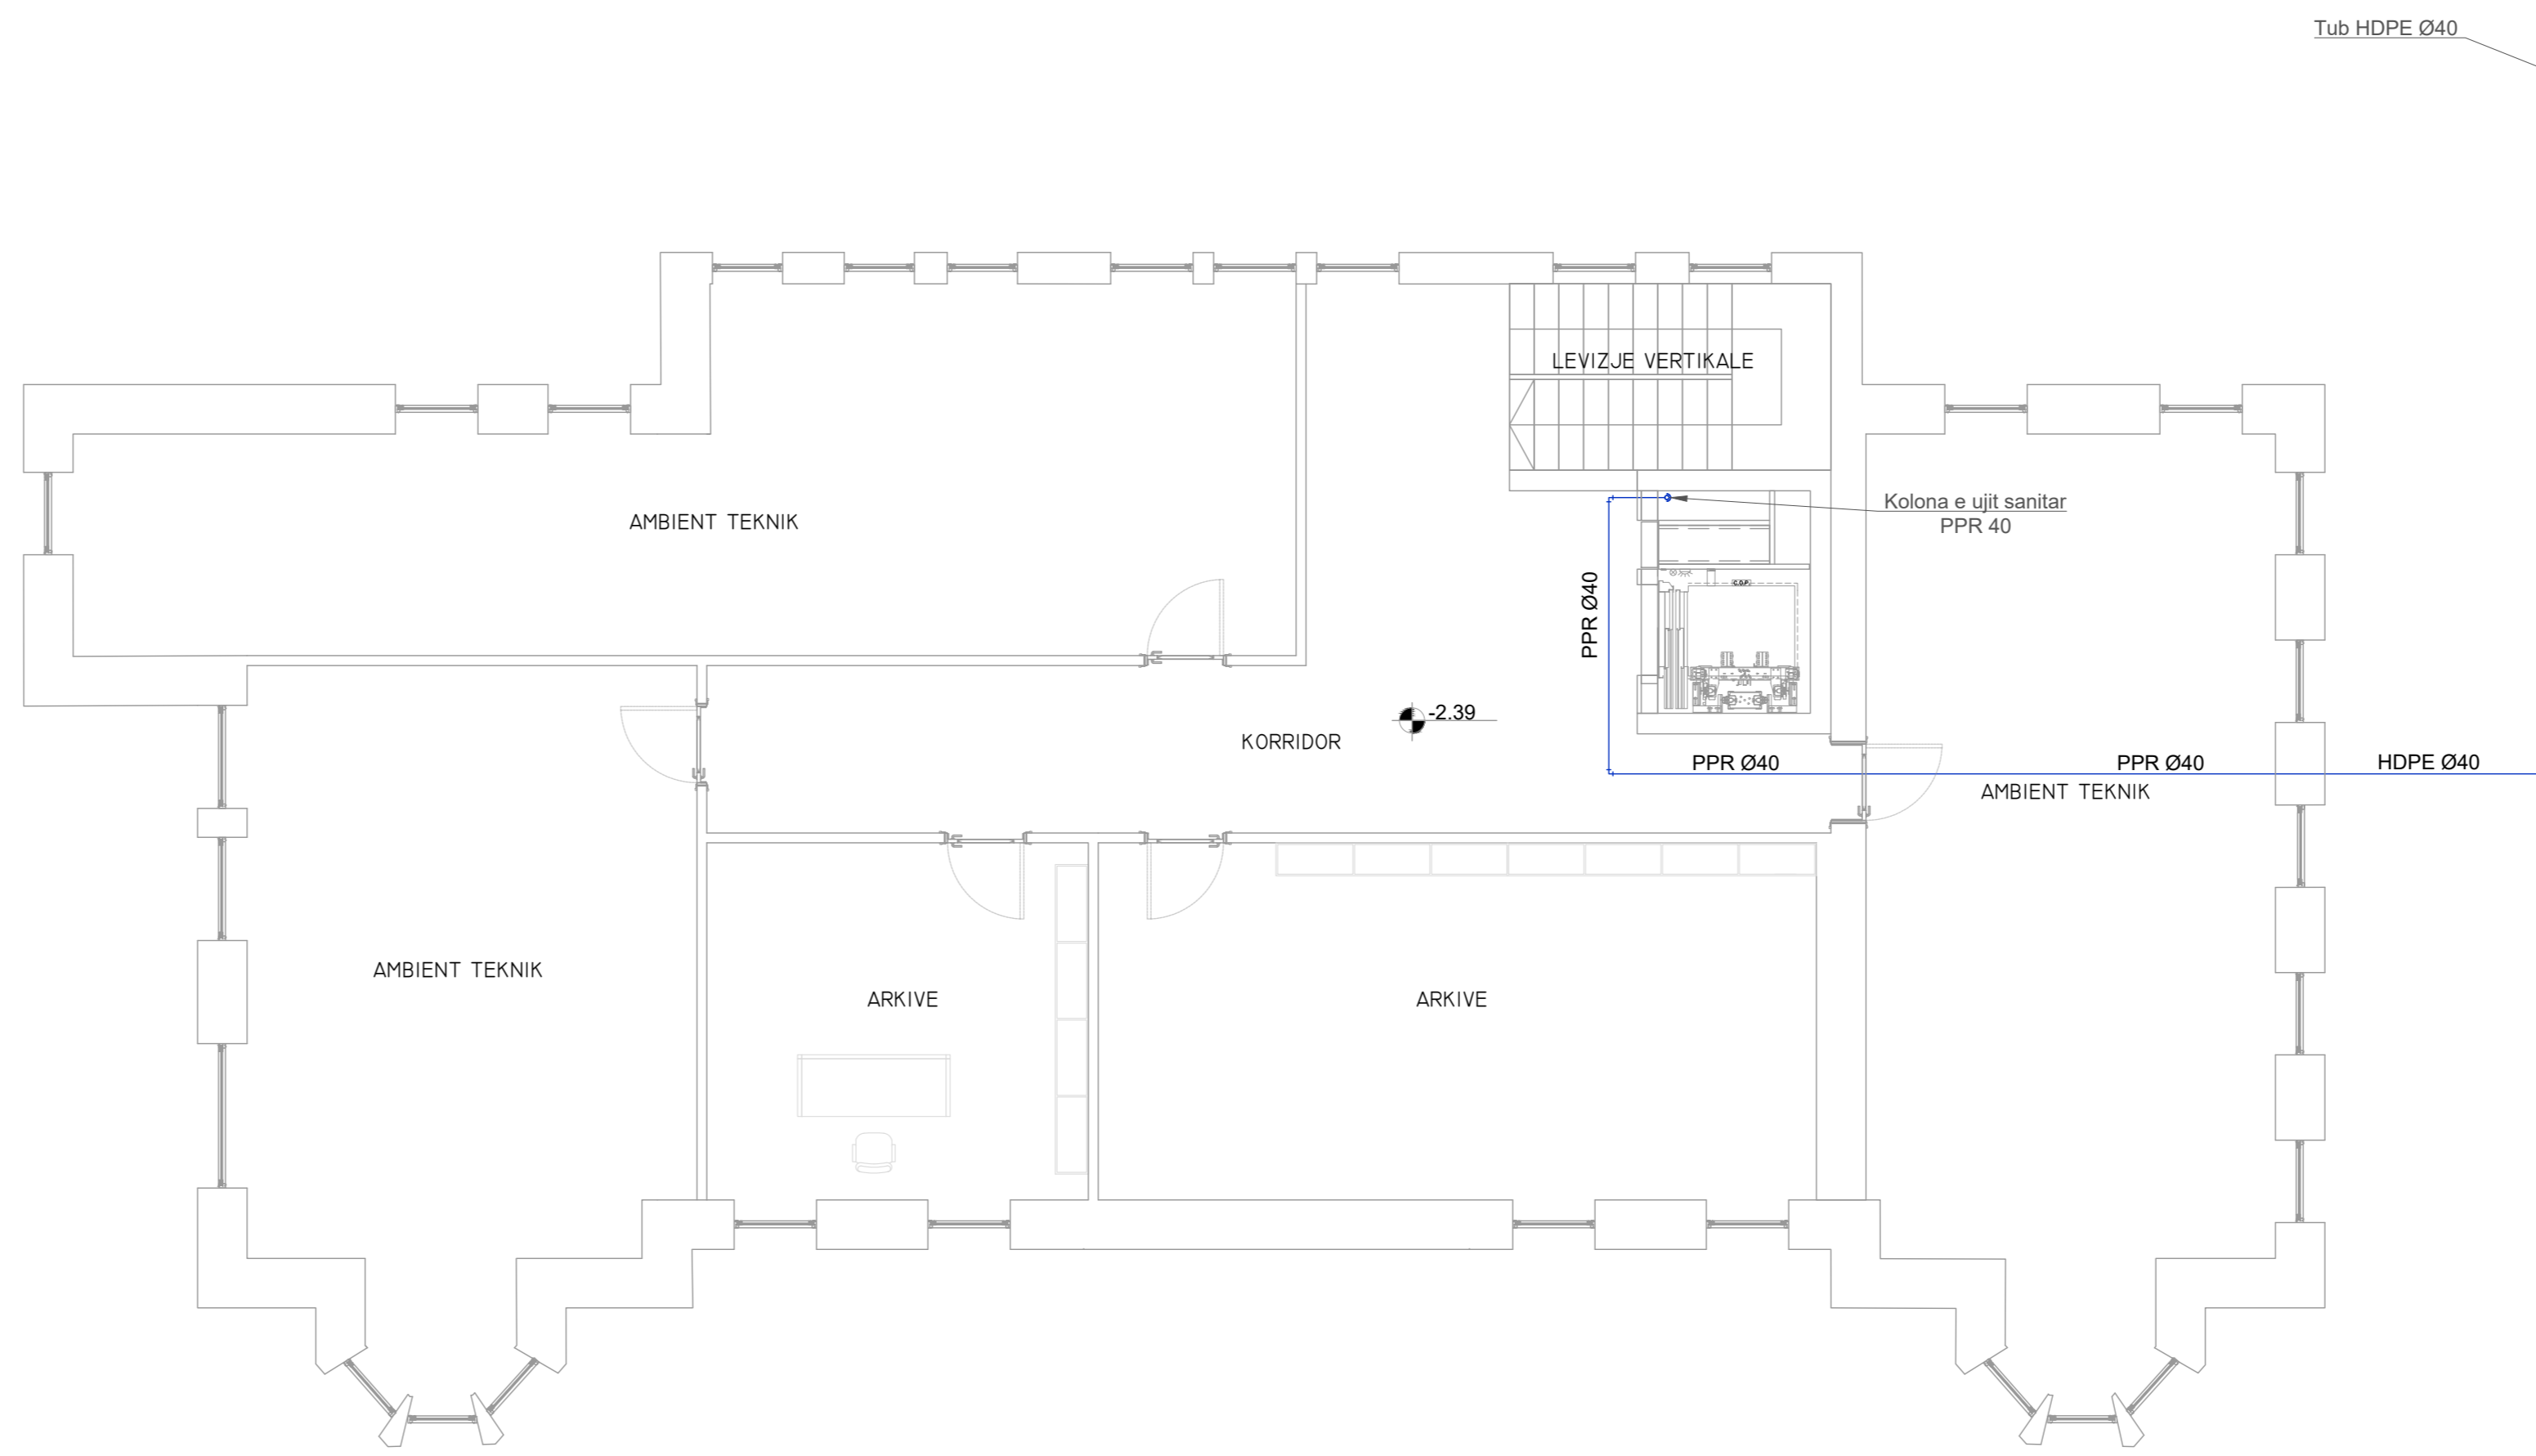 Tub HDPE Ø40
LEVIZJE VERTIKALE
Kolona e ujit sanitar
PPR 40
AMBIENT TEKNIK
C.O.P.
PPR Ø40
-2.39
KORRIDOR
PPR Ø40
PPR Ø40
HDPE Ø40
AMBIENT TEKNIK
AMBIENT TEKNIK
ARKIVE
ARKIVE